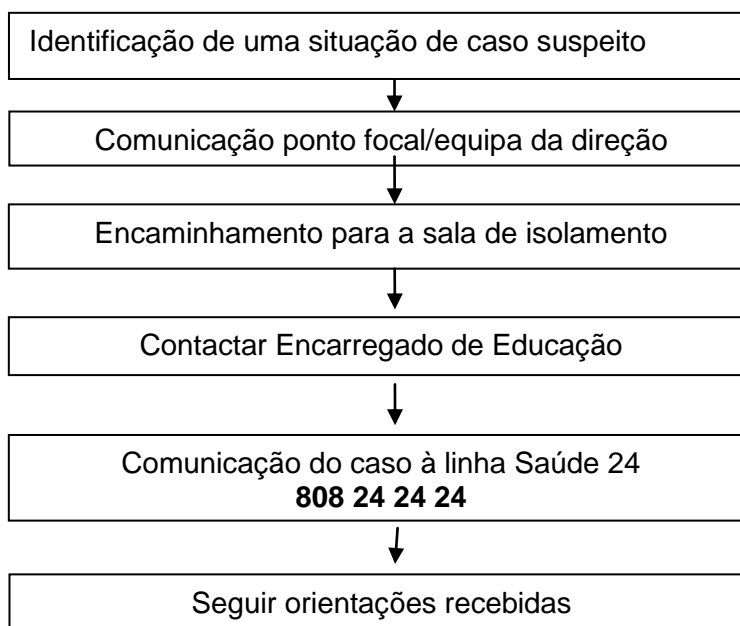 Identificação de uma situação de caso suspeito
Comunicação ponto focal/equipa da direção
Encaminhamento para a sala de isolamento
Contactar Encarregado de Educação
Comunicação do caso à linha Saúde 24
808 24 24 24
Seguir orientações recebidas